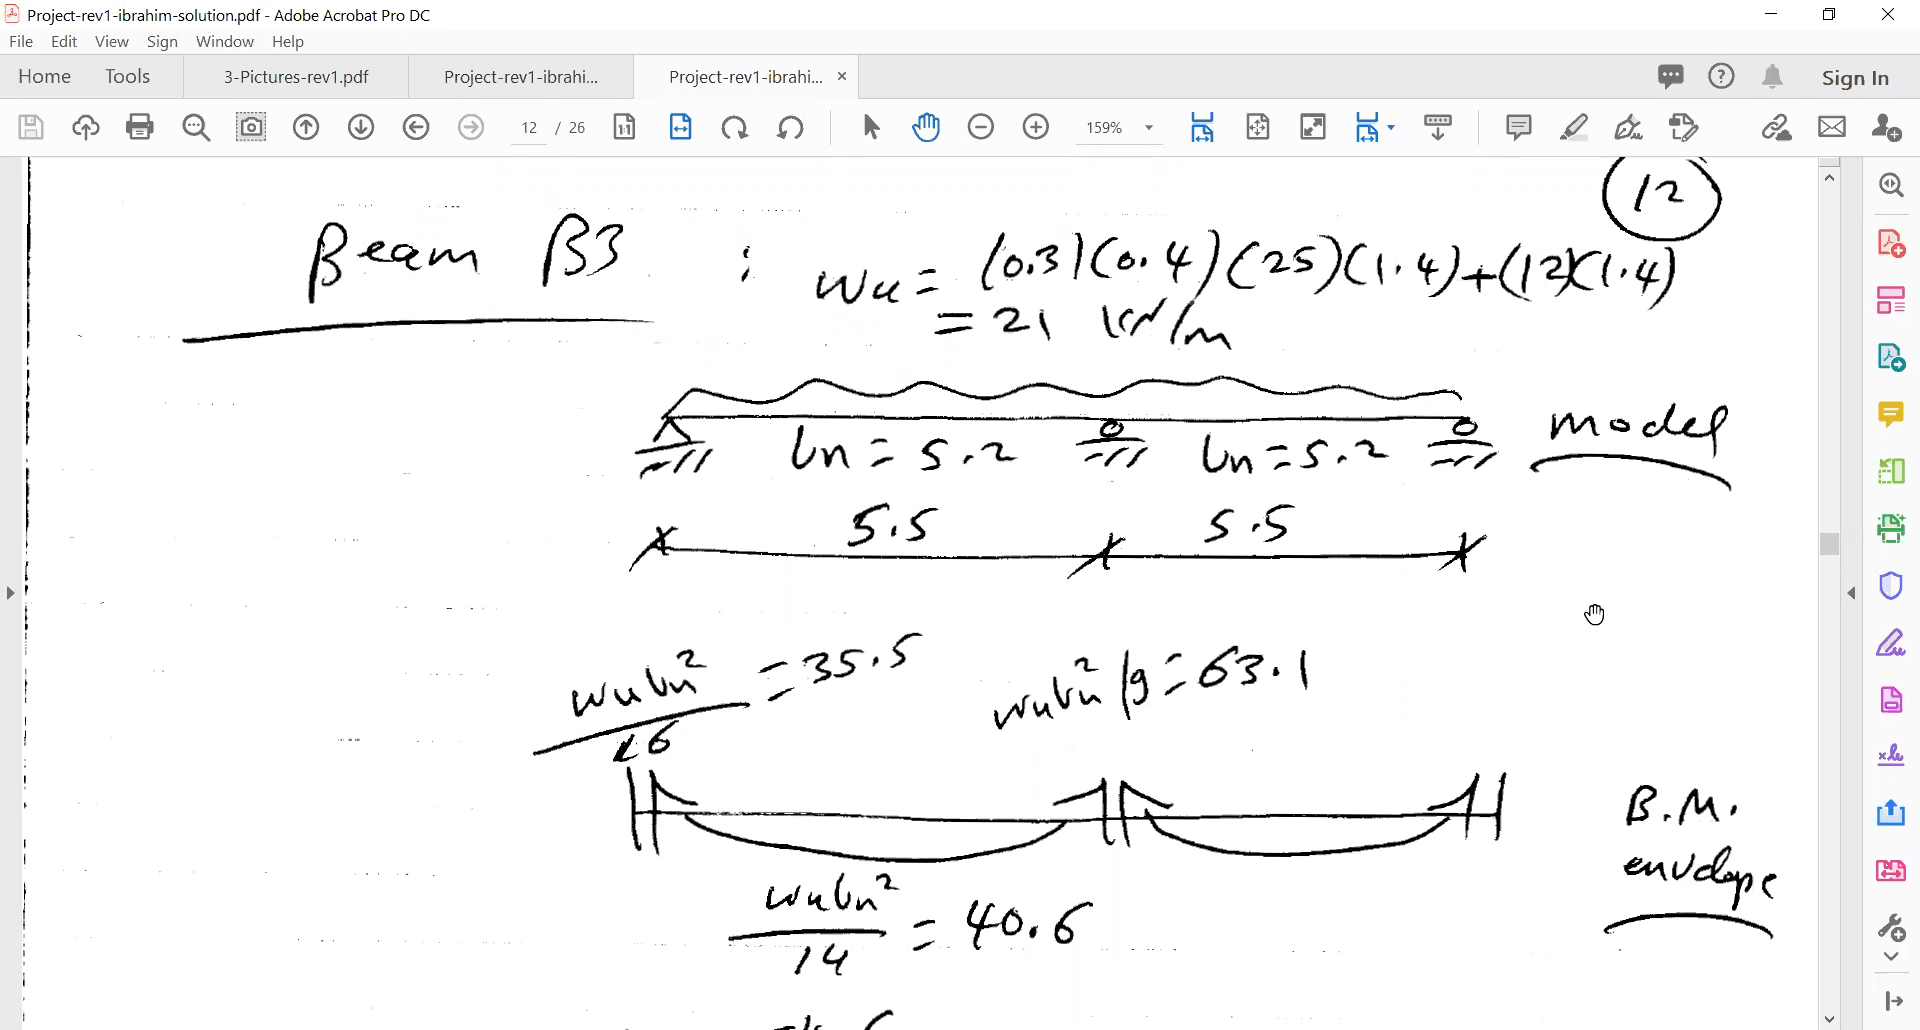 Project-rev1-ibrahim-solution.pdf - Adobe Acrobat Pro DC
File Edit View Sign Window Help
Home Tools 3-Pictures-rev1.pdf Project-rev1-ibrahi... Project-rev1-ibrahi... × Sign In
12 / 26 159%
12
Beam B3 : wu = (0.3)(0.4)(25)(1.4)+(12)(1.4)
= 21 kN/m
ln = 5.2 ln = 5.2 model
5.5 5.5
wuln²/16 = 35.5 wuln²/9 = 63.1
B.M.
envelope
wuln²/14 = 40.6